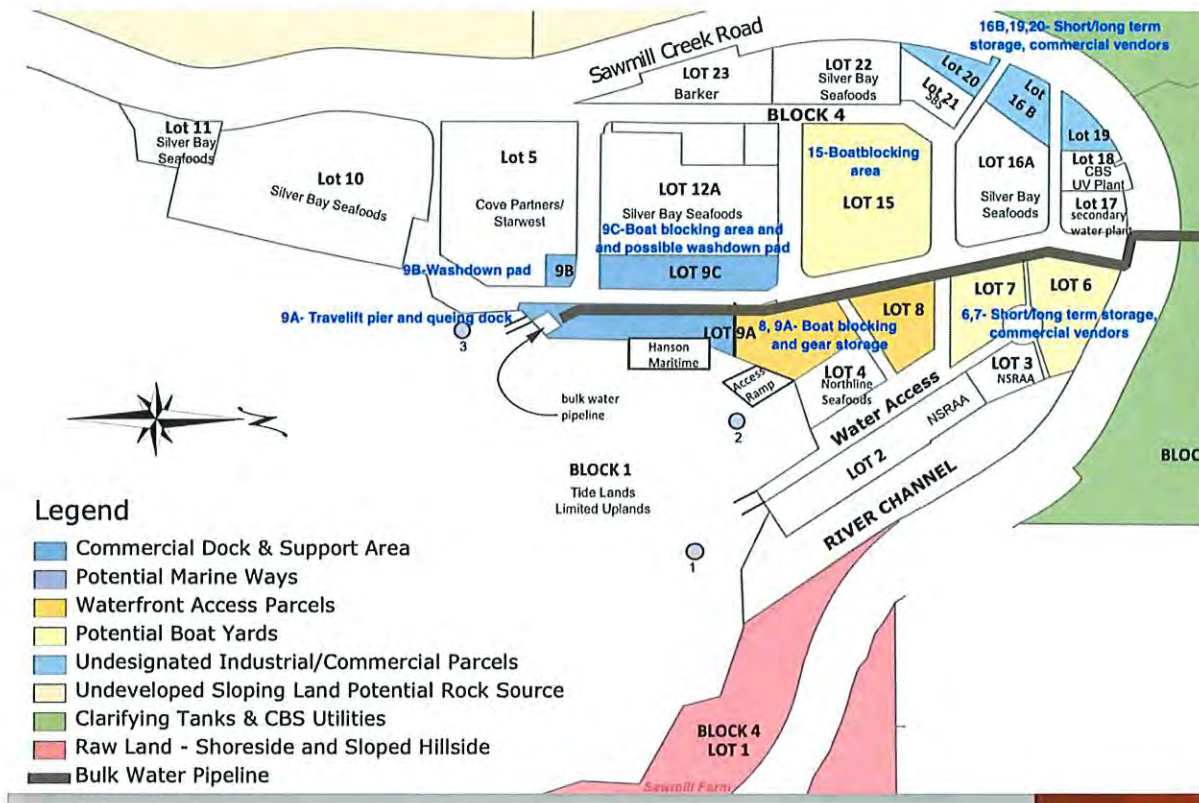 16B,19,20- Short/long term
storage, commercial vendors
Sawmill Creek Road
LOT 23
Barker
LOT 22
Silver Bay
Seafoods
Lot 20
Lot 21
SBS
Lot
16 B
Lot 19
BLOCK 4
Lot 11
Silver Bay
Seafoods
Lot 10
Silver Bay Seafoods
Lot 5
Cove Partners/
Starwest
LOT 12A
Silver Bay Seafoods
9C-Boat blocking area and
and possible washdown pad
15-Boatblocking
area
LOT 15
LOT 16A
Silver Bay
Seafoods
Lot 18
CBS
UV Plant
Lot 17
secondary
water plant
9B-Washdown pad
9B
LOT 9C
9A- Travelift pier and queing dock
3
LOT 9A
8, 9A- Boat blocking
and gear storage
LOT 8
LOT 7
LOT 6
6,7- Short/long term storage,
commercial vendors
Hanson
Maritime
Access
Ramp
LOT 4
Northline
Seafoods
LOT 3
NSRAA
bulk water
pipeline
2
Water Access
NSRAA
LOT 2
RIVER CHANNEL
BLOC
BLOCK 1
Tide Lands
Limited Uplands
1
N
Legend
Commercial Dock & Support Area
Potential Marine Ways
Waterfront Access Parcels
Potential Boat Yards
Undesignated Industrial/Commercial Parcels
Undeveloped Sloping Land Potential Rock Source
Clarifying Tanks & CBS Utilities
Raw Land - Shoreside and Sloped Hillside
Bulk Water Pipeline
BLOCK 4
LOT 1
Sawmill Farm